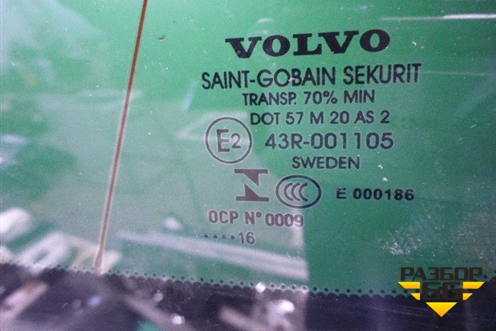 VOLVO
SAINT-GOBAIN SEKURIT
TRANSP. 70% MIN
DOT 57 M 20 AS 2
E2 43R-001105
SWEDEN
N CCC E 000186
OCP N° 0009
....16
РАЗБОР